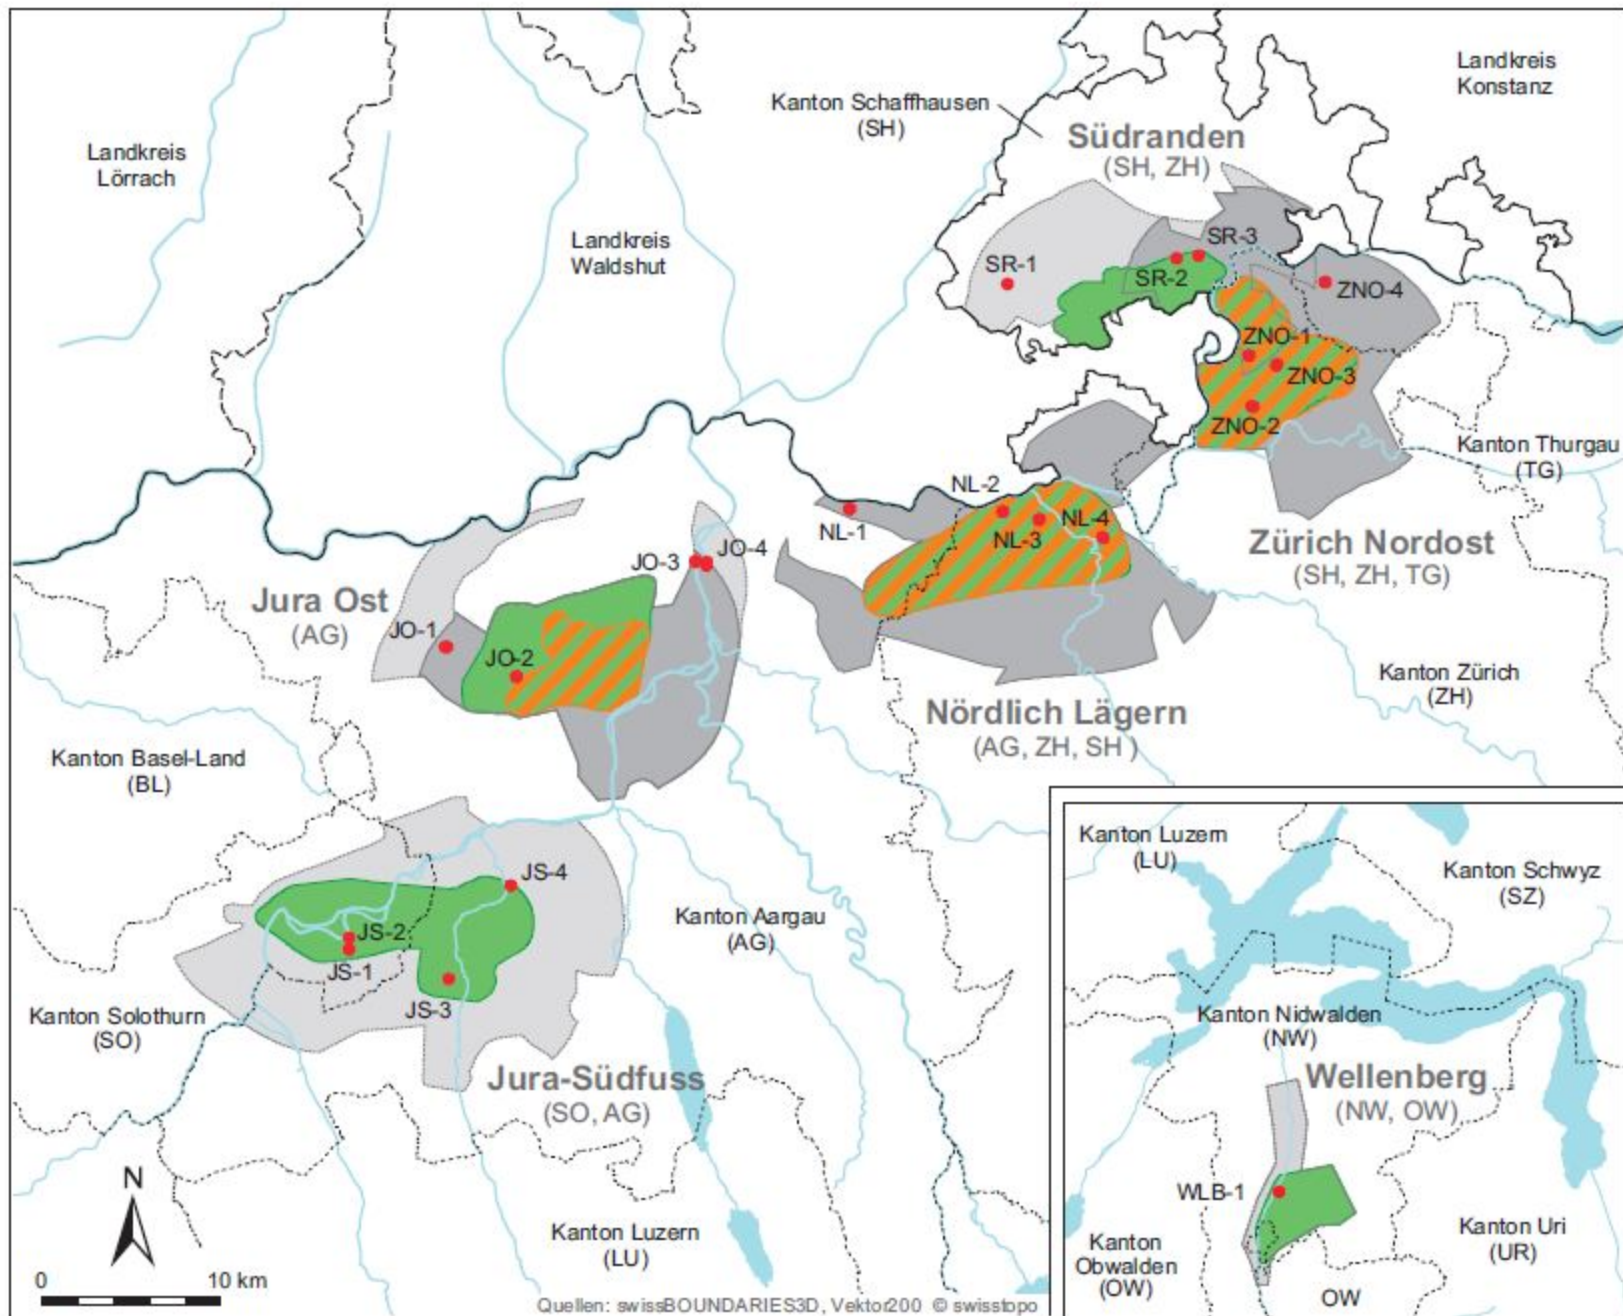 Landkreis
Konstanz
Kanton Schaffhausen
(SH)
Südranden
(SH, ZH)
Landkreis
Lörrach
Landkreis
Waldshut
SR-1
SR-2
SR-3
ZNO-4
ZNO-1
ZNO-3
ZNO-2
Kanton Thurgau
(TG)
NL-1
NL-2
NL-3
NL-4
Zürich Nordost
(SH, ZH, TG)
JO-3
JO-4
Jura Ost
(AG)
JO-1
JO-2
Kanton Zürich
(ZH)
Nördlich Lägern
(AG, ZH, SH )
Kanton Basel-Land
(BL)
JS-4
JS-2
JS-1
JS-3
Kanton Aargau
(AG)
Kanton Solothurn
(SO)
Jura-Südfuss
(SO, AG)
Kanton Luzern
(LU)
N
0
10 km
Quellen: swissBOUNDARIES3D, Vektor200 © swisstopo
Kanton Luzern
(LU)
Kanton Schwyz
(SZ)
Kanton Nidwalden
(NW)
Wellenberg
(NW, OW)
WLB-1
Kanton
Obwalden
(OW)
Kanton Uri
(UR)
OW